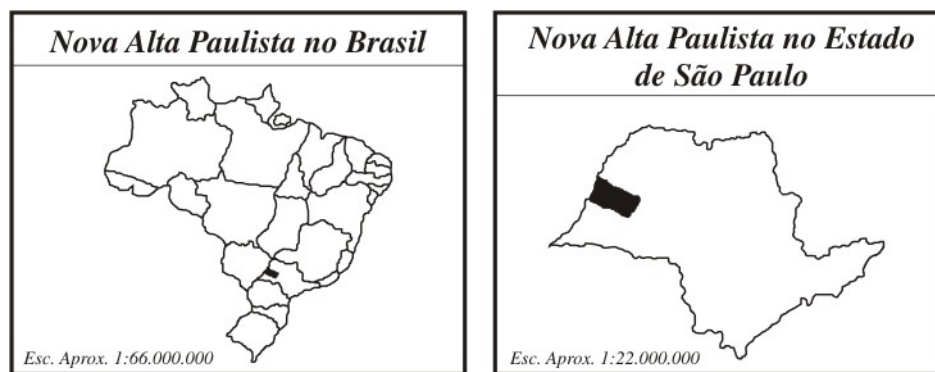 Nova Alta Paulista no Brasil
Esc. Aprox. 1:66.000.000
Nova Alta Paulista no Estado
de São Paulo
Esc. Aprox. 1:22.000.000